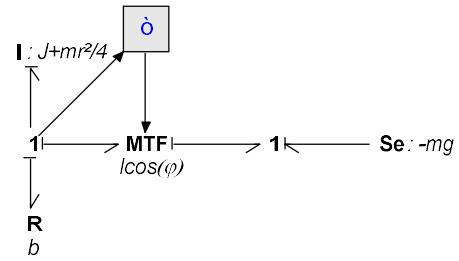 ò
I : J+mr²/4
1 MTF 1 Se : -mg
lcos(φ)
R
b